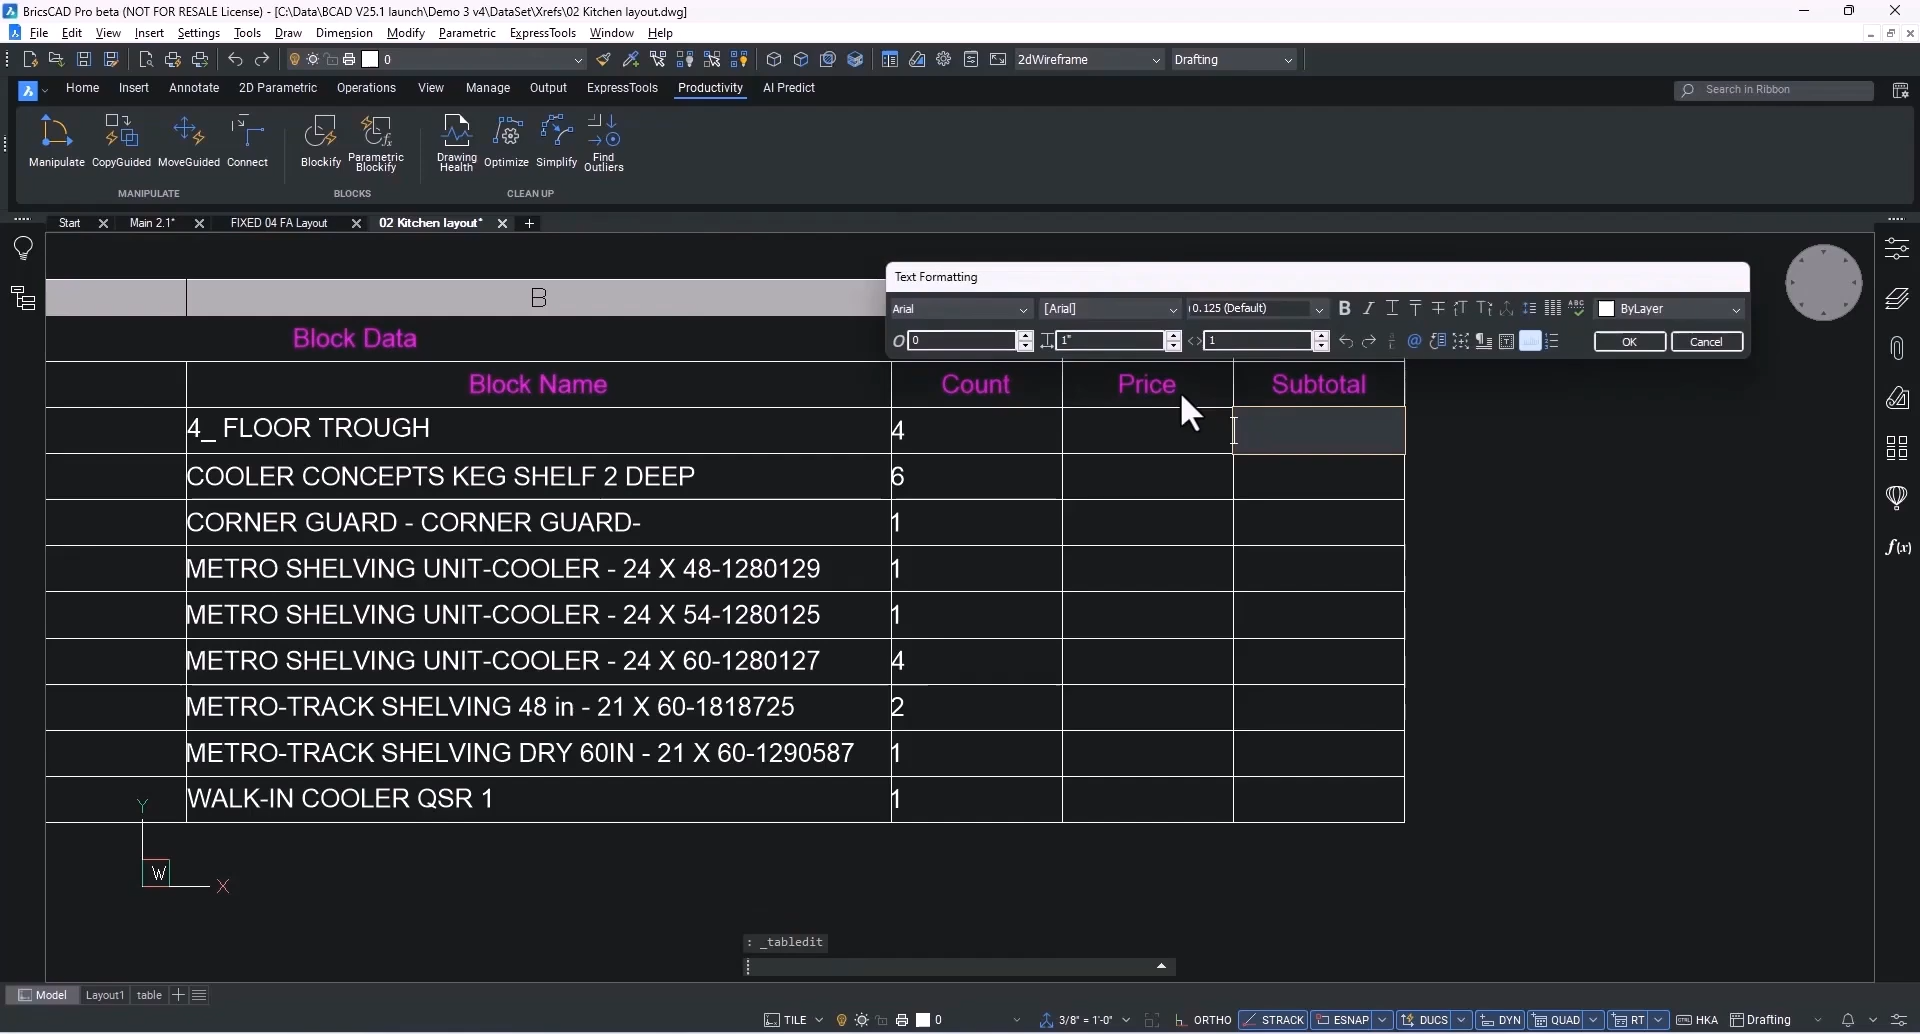 BricsCAD Pro beta (NOT FOR RESALE License) - [C:\Data\BCAD V25.1 launch\Demo 3 v4\DataSet\Xrefs\02 Kitchen layout.dwg]
File Edit View Insert Settings Tools Draw Dimension Modify Parametric ExpressTools Window Help
0 2dWireframe Drafting
Home Insert Annotate 2D Parametric Operations View Manage Output ExpressTools Productivity AI Predict Search in Ribbon
Manipulate CopyGuided MoveGuided Connect Blockify Parametric Blockify Drawing Health Optimize Simplify Find Outliers
MANIPULATE BLOCKS CLEAN UP
Start Main 2.1* FIXED 04 FA Layout 02 Kitchen layout*
B
Text Formatting
Arial [Arial] 0.125 (Default) B I ABC ByLayer
0 1" 1 @ OK Cancel
Block Data
Block Name Count Price Subtotal
4_ FLOOR TROUGH 4
COOLER CONCEPTS KEG SHELF 2 DEEP 6
CORNER GUARD - CORNER GUARD- 1
METRO SHELVING UNIT-COOLER - 24 X 48-1280129 1
METRO SHELVING UNIT-COOLER - 24 X 54-1280125 1
METRO SHELVING UNIT-COOLER - 24 X 60-1280127 4
METRO-TRACK SHELVING 48 in - 21 X 60-1818725 2
METRO-TRACK SHELVING DRY 60IN - 21 X 60-1290587 1
WALK-IN COOLER QSR 1 1
Y
W X
f(x)
: _tabledit
Model Layout1 table
TILE 0 3/8" = 1'-0" ORTHO STRACK ESNAP DUCS DYN QUAD RT HKA Drafting